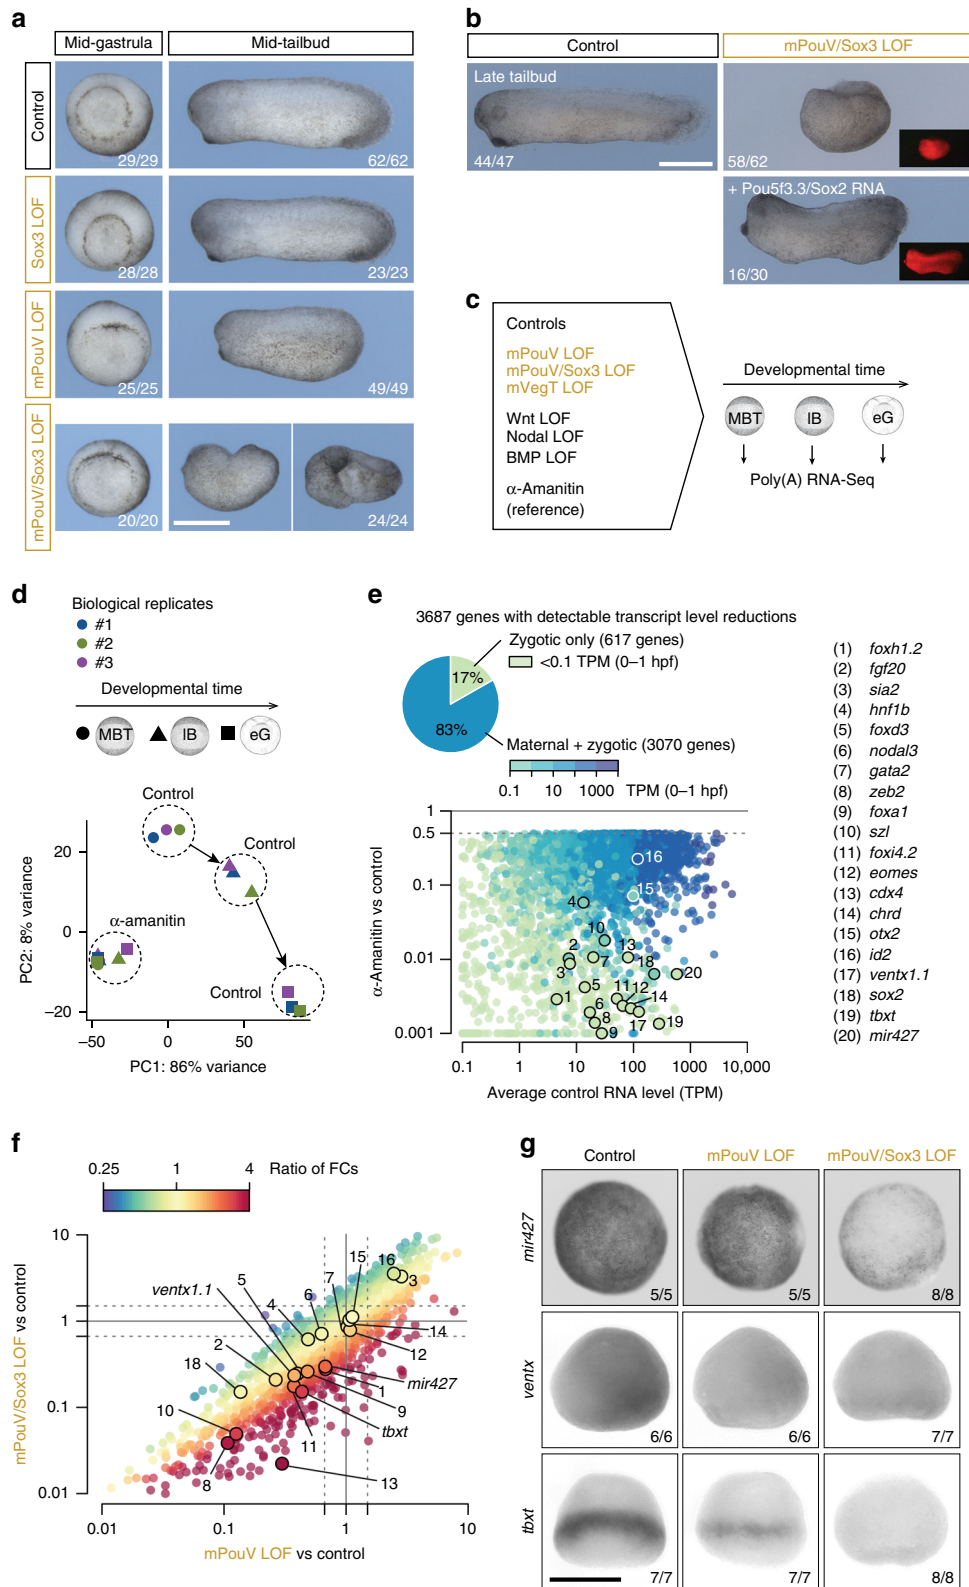 a
Mid-gastrula
Mid-tailbud
Control
29/29
62/62
Sox3 LOF
28/28
23/23
mPouV LOF
25/25
49/49
mPouV/Sox3 LOF
20/20
24/24
b
Control
mPouV/Sox3 LOF
Late tailbud
44/47
58/62
+ Pou5f3.3/Sox2 RNA
16/30
c
Controls
mPouV LOF
mPouV/Sox3 LOF
mVegT LOF
Wnt LOF
Nodal LOF
BMP LOF
α-Amanitin
(reference)
Developmental time
MBT
lB
eG
Poly(A) RNA-Seq
d
Biological replicates
#1
#2
#3
Developmental time
MBT
lB
eG
Control
Control
α-amanitin
Control
20
0
−20
PC2: 8% variance
−50
0
50
PC1: 86% variance
e
3687 genes with detectable transcript level reductions
Zygotic only (617 genes)
<0.1 TPM (0–1 hpf)
17%
83%
Maternal + zygotic (3070 genes)
0.1
10
1000
TPM (0–1 hpf)
1
0.5
0.1
0.01
0.001
α-Amanitin vs control
16
15
4
10
2
13
3
7
18
20
5
1
11
12
6
14
8
17
19
9
0.1
1
10
100
1000
10,000
Average control RNA level (TPM)
(1) foxh1.2
(2) fgf20
(3) sia2
(4) hnf1b
(5) foxd3
(6) nodal3
(7) gata2
(8) zeb2
(9) foxa1
(10) szl
(11) foxi4.2
(12) eomes
(13) cdx4
(14) chrd
(15) otx2
(16) id2
(17) ventx1.1
(18) sox2
(19) tbxt
(20) mir427
f
0.25
1
4
Ratio of FCs
10
1
0.1
0.01
mPouV/Sox3 LOF vs control
15
16
3
7
5
ventx1.1
6
4
14
2
12
18
mir427
1
10
9
tbxt
11
8
13
0.01
0.1
1
10
mPouV LOF vs control
g
Control
mPouV LOF
mPouV/Sox3 LOF
mir427
5/5
5/5
8/8
ventx
6/6
6/6
7/7
tbxt
7/7
7/7
8/8